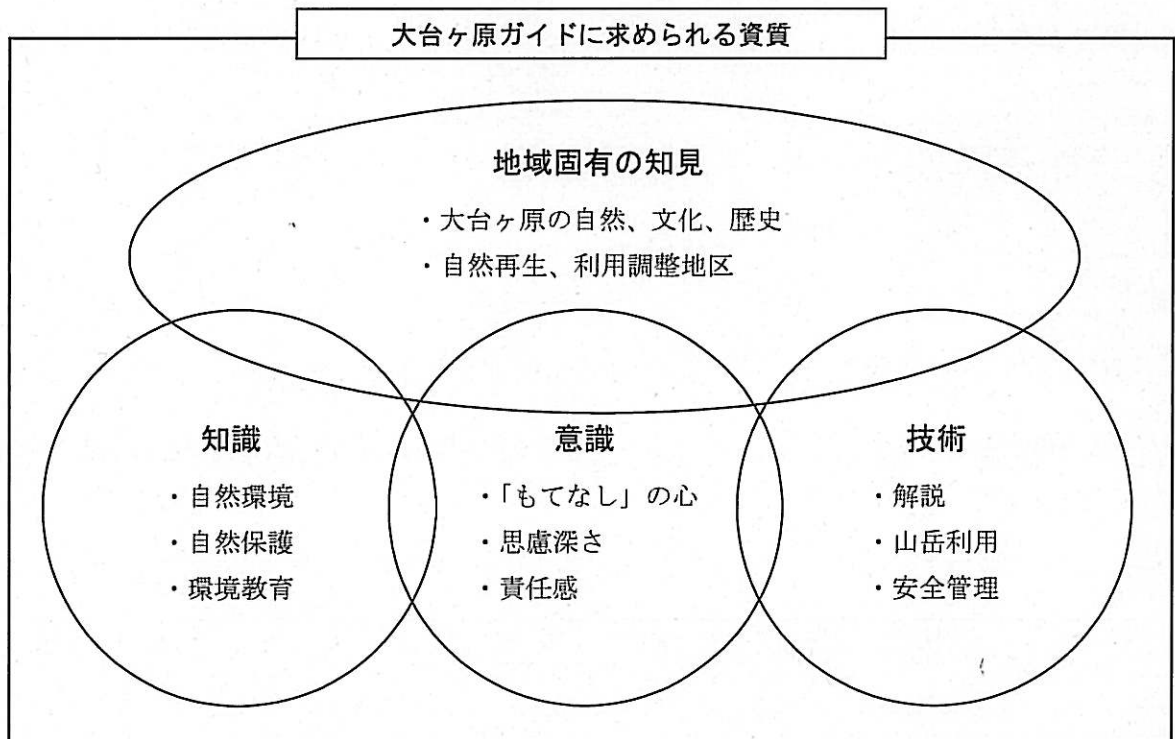 大台ヶ原ガイドに求められる資質
地域固有の知見
・大台ヶ原の自然、文化、歴史
・自然再生、利用調整地区
知識
・自然環境
・自然保護
・環境教育
意識
・「もてなし」の心
・思慮深さ
・責任感
技術
・解説
・山岳利用
・安全管理